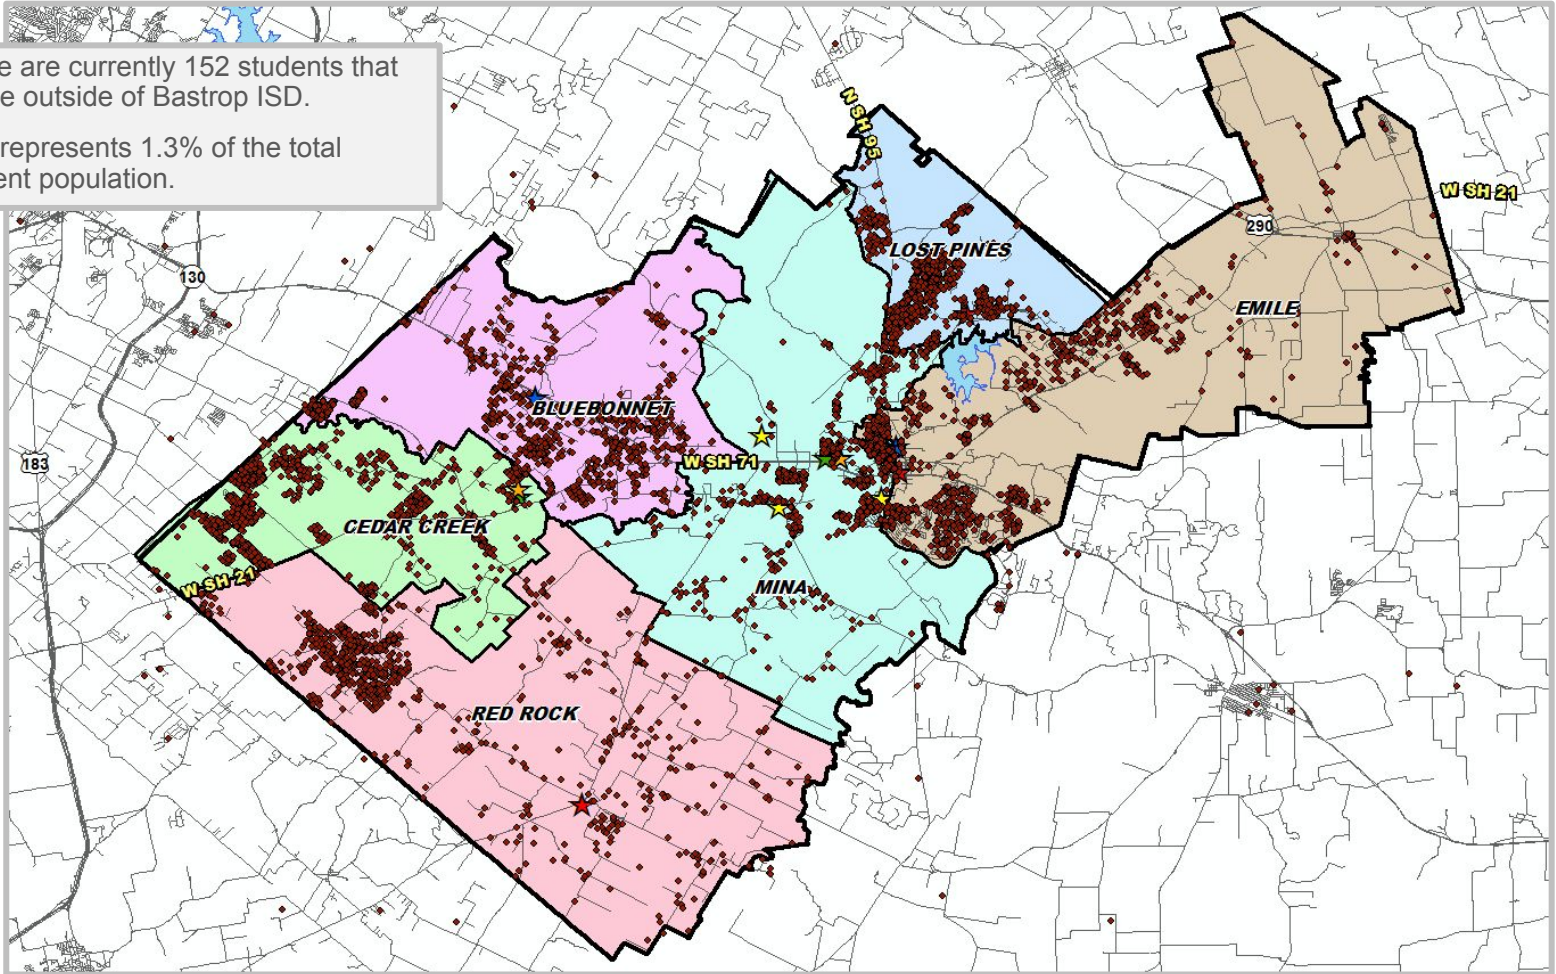 e are currently 152 students that
e outside of Bastrop ISD.
represents 1.3% of the total
ent population.
N SH 95
W SH 21
LOST PINES
290
130
EMILE
BLUEBONNET
183
W SH 71
CEDAR CREEK
W SH 21
MINA
RED ROCK